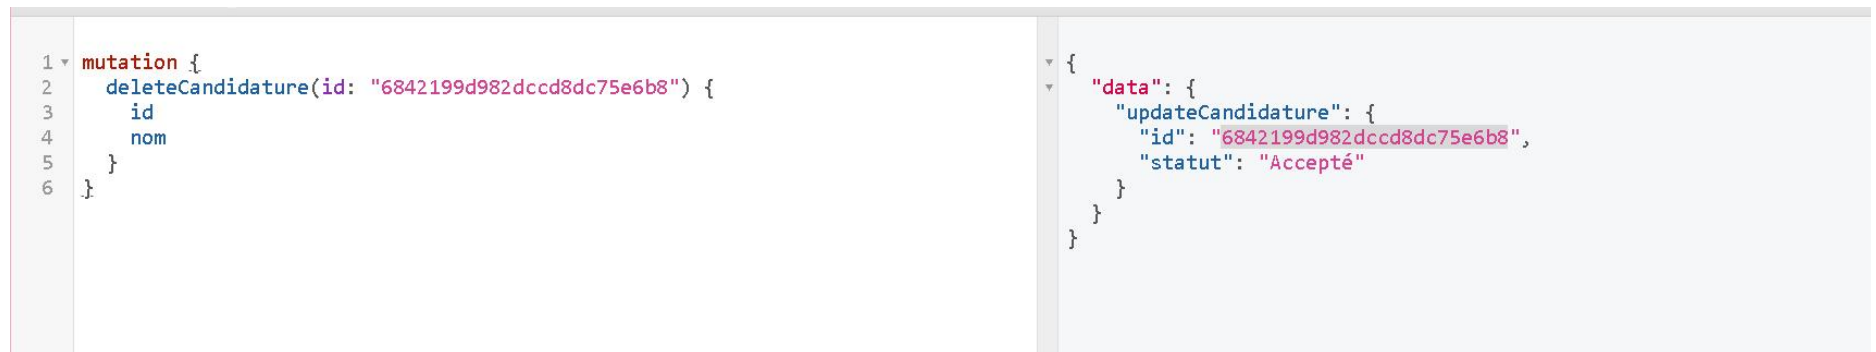 1 mutation {
2 deleteCandidature(id: "6842199d982dccd8dc75e6b8") {
3 id
4 nom
5 }
6 }
{
"data": {
"updateCandidature": {
"id": "6842199d982dccd8dc75e6b8",
"statut": "Accepté"
}
}
}